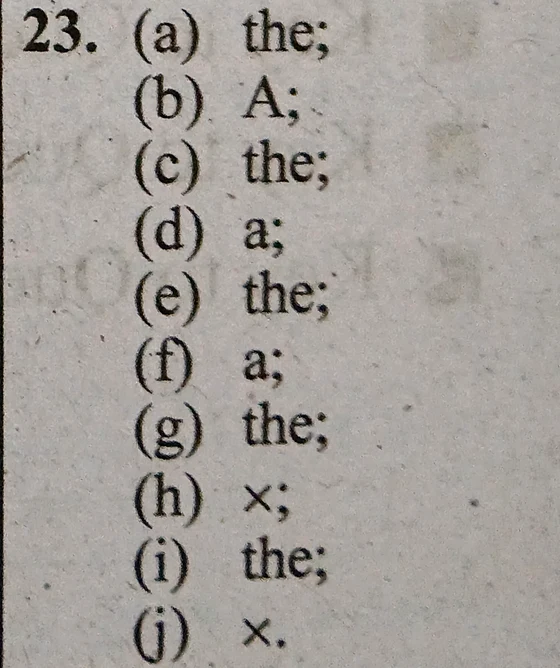 23. (a) the;
(b) A;
(c) the;
(d) a;
(e) the;
(f) a;
(g) the;
(h) ×;
(i) the;
(j) ×.